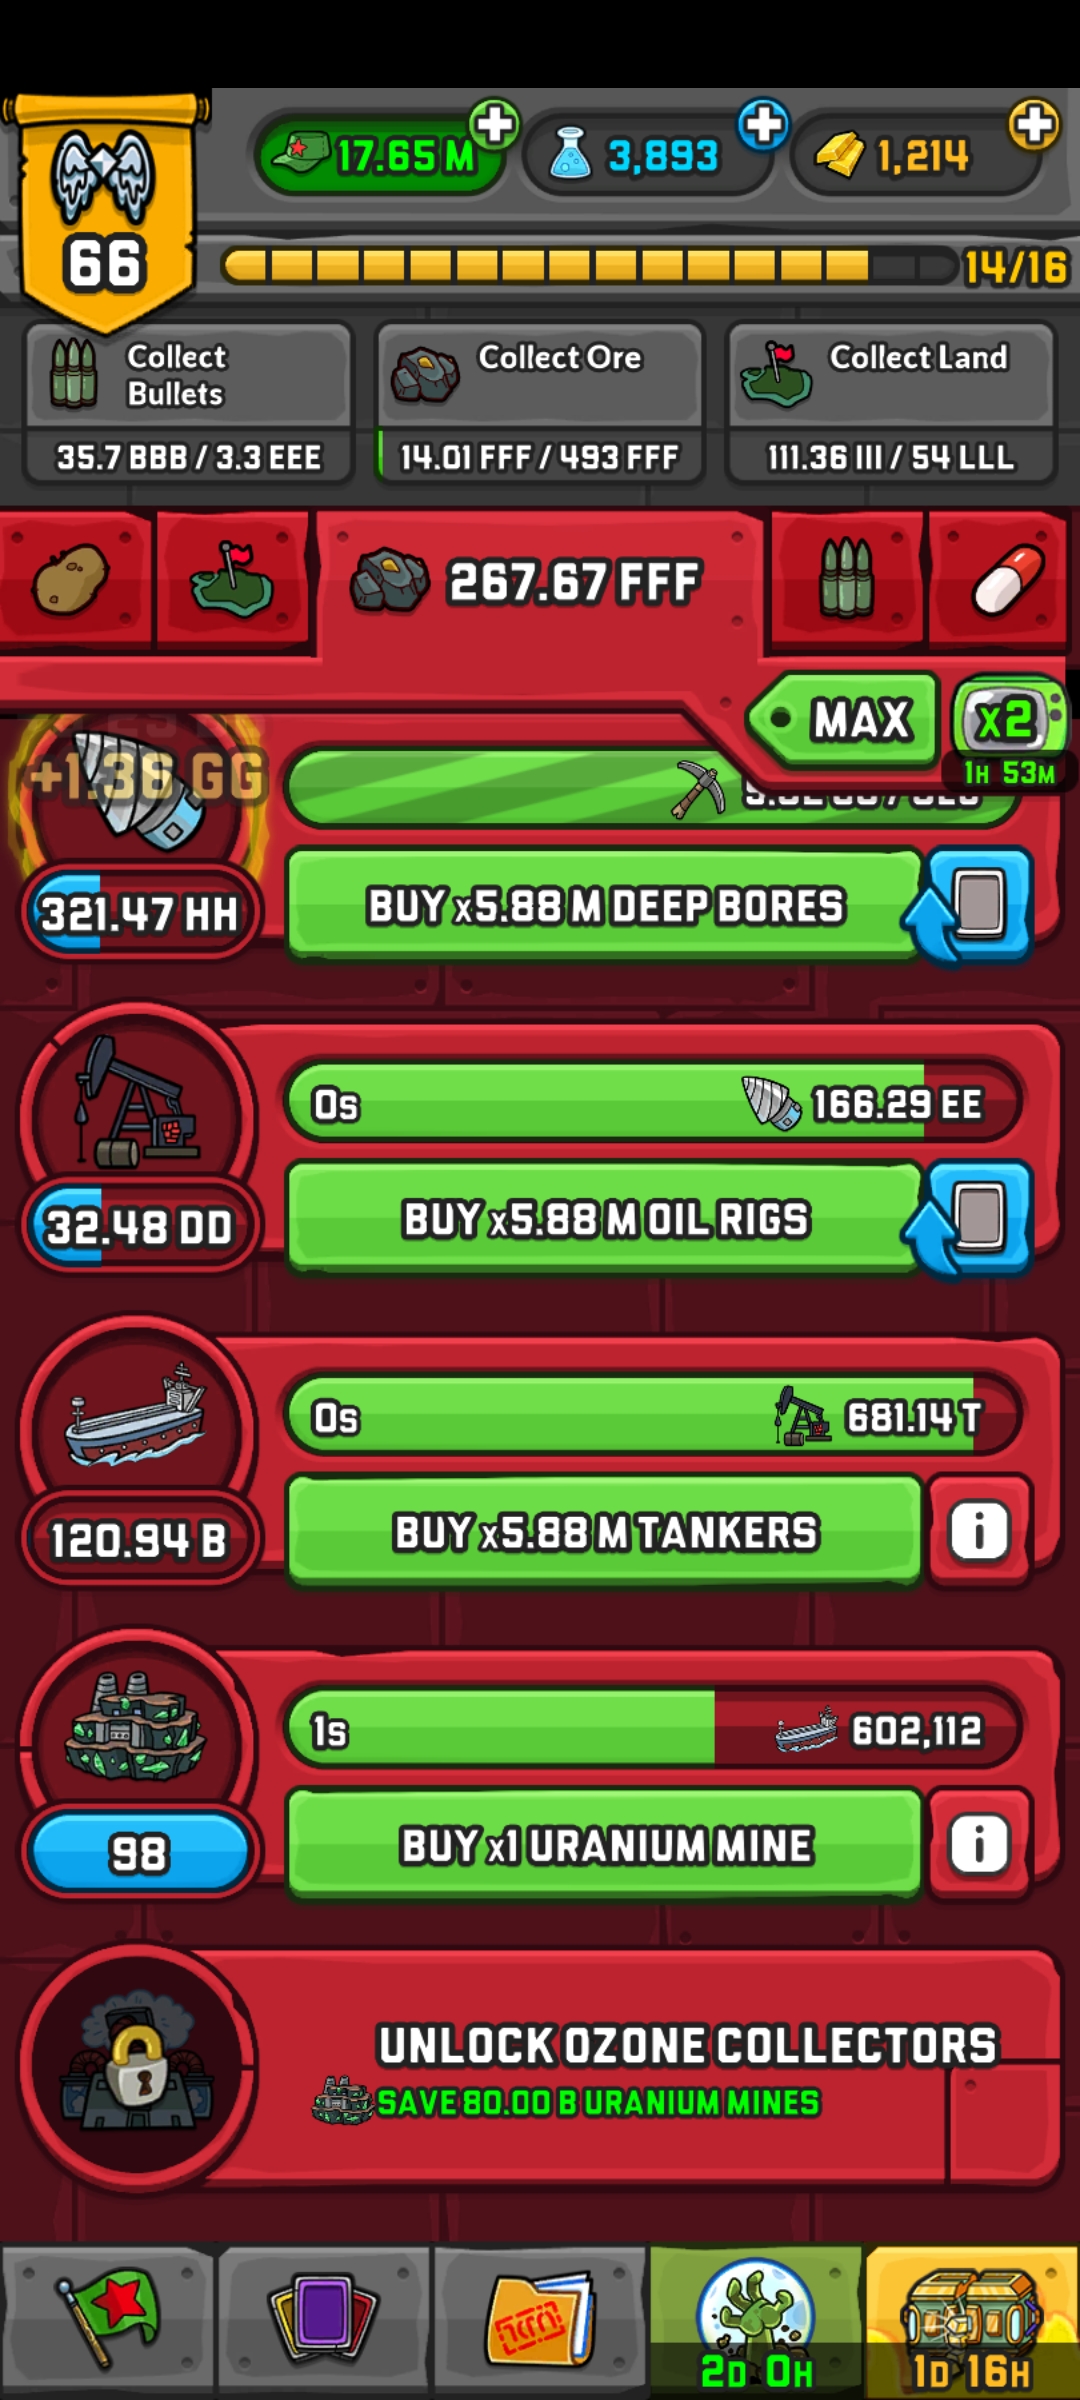 17.65 M
3,893
1,214
66
14/16
Collect
Bullets
35.7 BBB / 3.3 EEE
Collect Ore
14.01 FFF / 493 FFF
Collect Land
111.36 III / 54 LLL
267.67 FFF
MAX
x2
1H 53M
+1.36 GG
321.47 HH
BUY x5.88 M DEEP BORES
0s
166.29 EE
32.48 DD
BUY x5.88 M OIL RIGS
0s
681.14 T
120.94 B
BUY x5.88 M TANKERS
i
1s
602,112
98
BUY x1 URANIUM MINE
i
UNLOCK OZONE COLLECTORS
SAVE 80.00 B URANIUM MINES
2D 0H
1D 16H